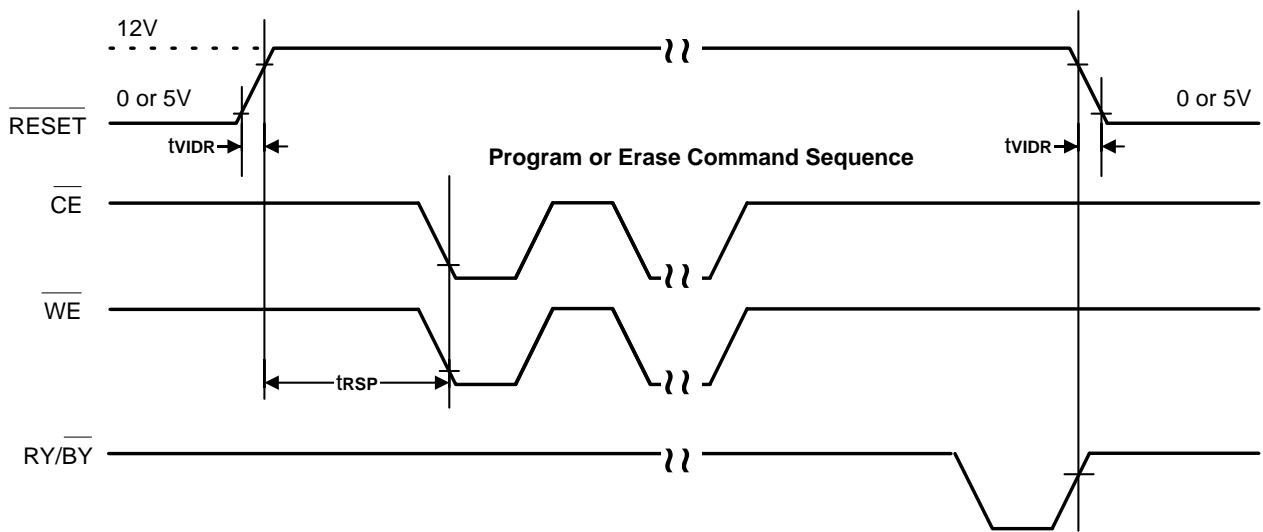 12V
0 or 5V
0 or 5V
RESET
tVIDR
tVIDR
Program or Erase Command Sequence
CE
WE
tRSP
RY/BY